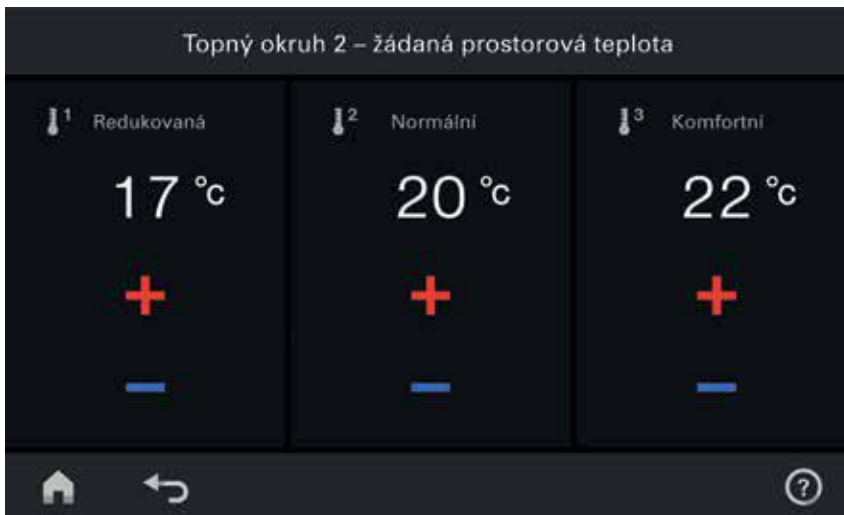 Topný okruh 2 – žádaná prostorová teplota
1 Redukovaná
2 Normální
3 Komfortní
17 °C
20 °C
22 °C
+
+
+
−
−
−
?